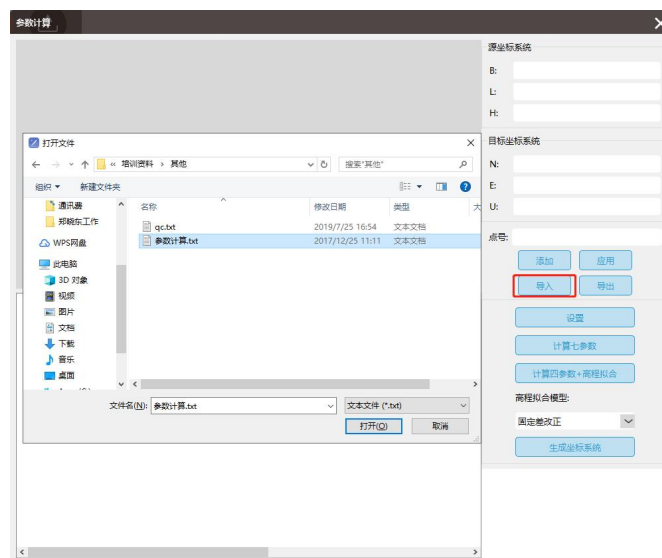 参数计算
源坐标系统
B:
L:
H:
目标坐标系统
N:
E:
U:
点号:
添加 应用
导入 导出
设置
计算七参数
计算四参数+高程拟合
高程拟合模型:
固定差改正
生成坐标系统
打开文件
« 培训资料 › 其他
搜索"其他"
组织 新建文件夹
名称 修改日期 类型 大
qc.txt 2019/7/25 16:54 文本文档
参数计算.txt 2017/12/25 11:11 文本文档
通讯费
郑晓东工作
WPS网盘
此电脑
3D 对象
视频
图片
文档
下载
音乐
桌面
文件名(N): 参数计算.txt 文本文件 (*.txt)
打开(O) 取消